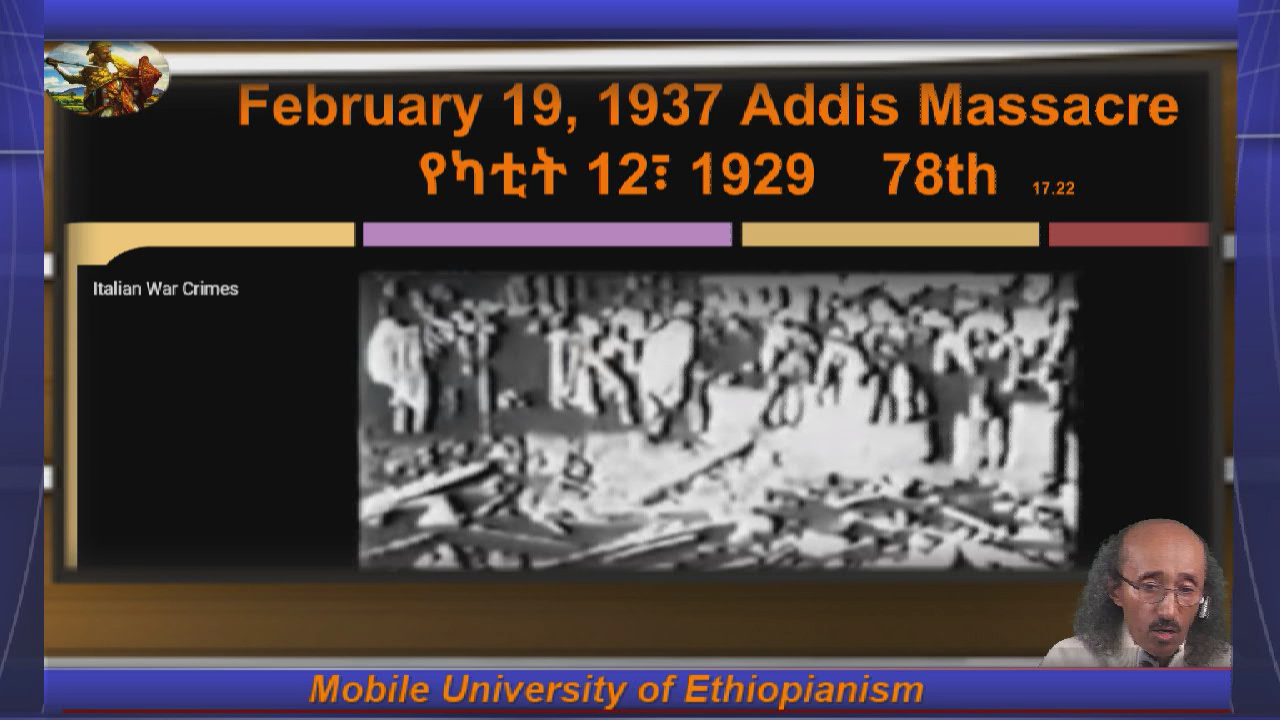 February 19, 1937 Addis Massacre
የካቲት 12፣ 1929 78th 17.22
Italian War Crimes
Mobile University of Ethiopianism